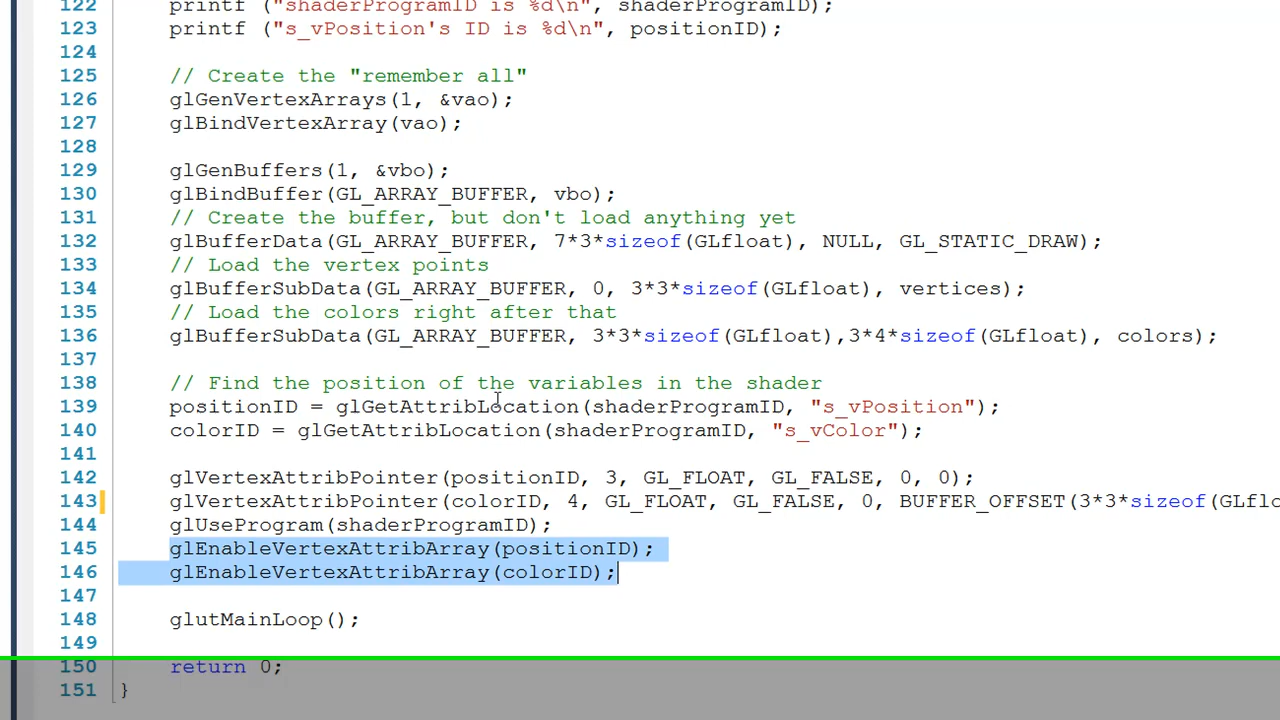 122 printf ("shaderProgramID is %d\n", shaderProgramID);
123 printf ("s_vPosition's ID is %d\n", positionID);
124
125 // Create the "remember all"
126 glGenVertexArrays(1, &vao);
127 glBindVertexArray(vao);
128
129 glGenBuffers(1, &vbo);
130 glBindBuffer(GL_ARRAY_BUFFER, vbo);
131 // Create the buffer, but don't load anything yet
132 glBufferData(GL_ARRAY_BUFFER, 7*3*sizeof(GLfloat), NULL, GL_STATIC_DRAW);
133 // Load the vertex points
134 glBufferSubData(GL_ARRAY_BUFFER, 0, 3*3*sizeof(GLfloat), vertices);
135 // Load the colors right after that
136 glBufferSubData(GL_ARRAY_BUFFER, 3*3*sizeof(GLfloat),3*4*sizeof(GLfloat), colors);
137
138 // Find the position of the variables in the shader
139 positionID = glGetAttribLocation(shaderProgramID, "s_vPosition");
140 colorID = glGetAttribLocation(shaderProgramID, "s_vColor");
141
142 glVertexAttribPointer(positionID, 3, GL_FLOAT, GL_FALSE, 0, 0);
143 glVertexAttribPointer(colorID, 4, GL_FLOAT, GL_FALSE, 0, BUFFER_OFFSET(3*3*sizeof(GLflo
144 glUseProgram(shaderProgramID);
145 glEnableVertexAttribArray(positionID);
146 glEnableVertexAttribArray(colorID);
147
148 glutMainLoop();
149
150 return 0;
151 }